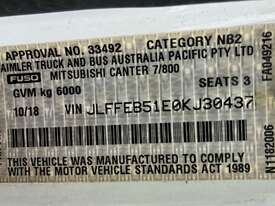 APPROVAL No. 33492 CATEGORY NB2
DAIMLER TRUCK AND BUS AUSTRALIA PACIFIC PTY LTD
FUSO MITSUBISHI CANTER 7/800
GVM kg 6000 SEATS 3
10/18 VIN JLFFEB51E0KJ30437
THIS VEHICLE WAS MANUFACTURED TO COMPLY
WITH THE MOTOR VEHICLE STANDARDS ACT 1989
N1182006